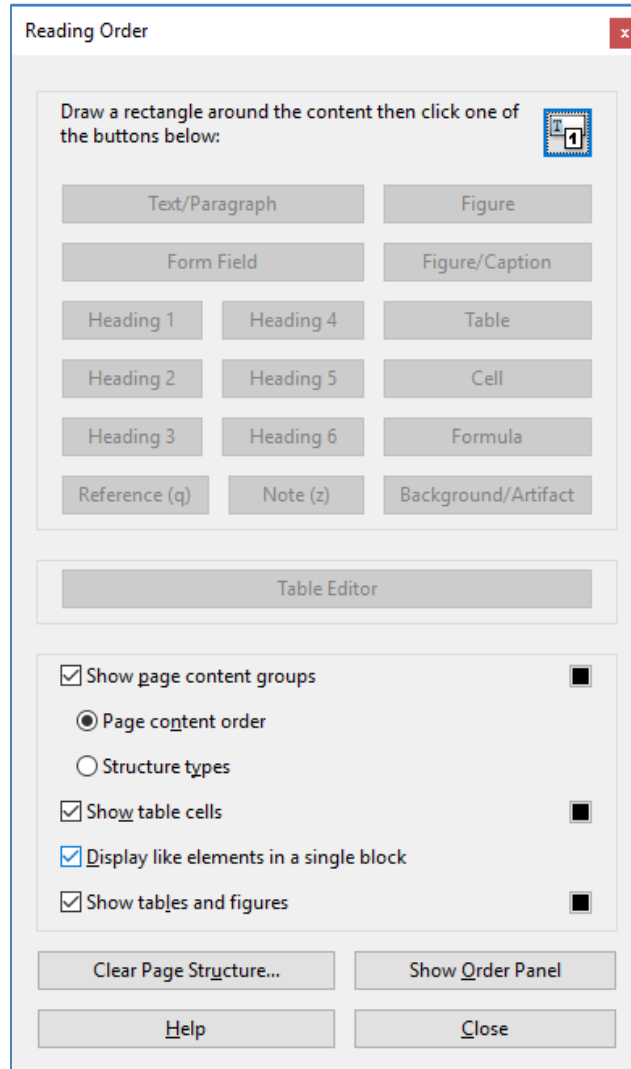 Reading Order
x
Draw a rectangle around the content then click one of
the buttons below:
T
1
Text/Paragraph
Figure
Form Field
Figure/Caption
Heading 1
Heading 4
Table
Heading 2
Heading 5
Cell
Heading 3
Heading 6
Formula
Reference (q)
Note (z)
Background/Artifact
Table Editor
Show page content groups
Page content order
Structure types
Show table cells
Display like elements in a single block
Show tables and figures
Clear Page Structure...
Show Order Panel
Help
Close